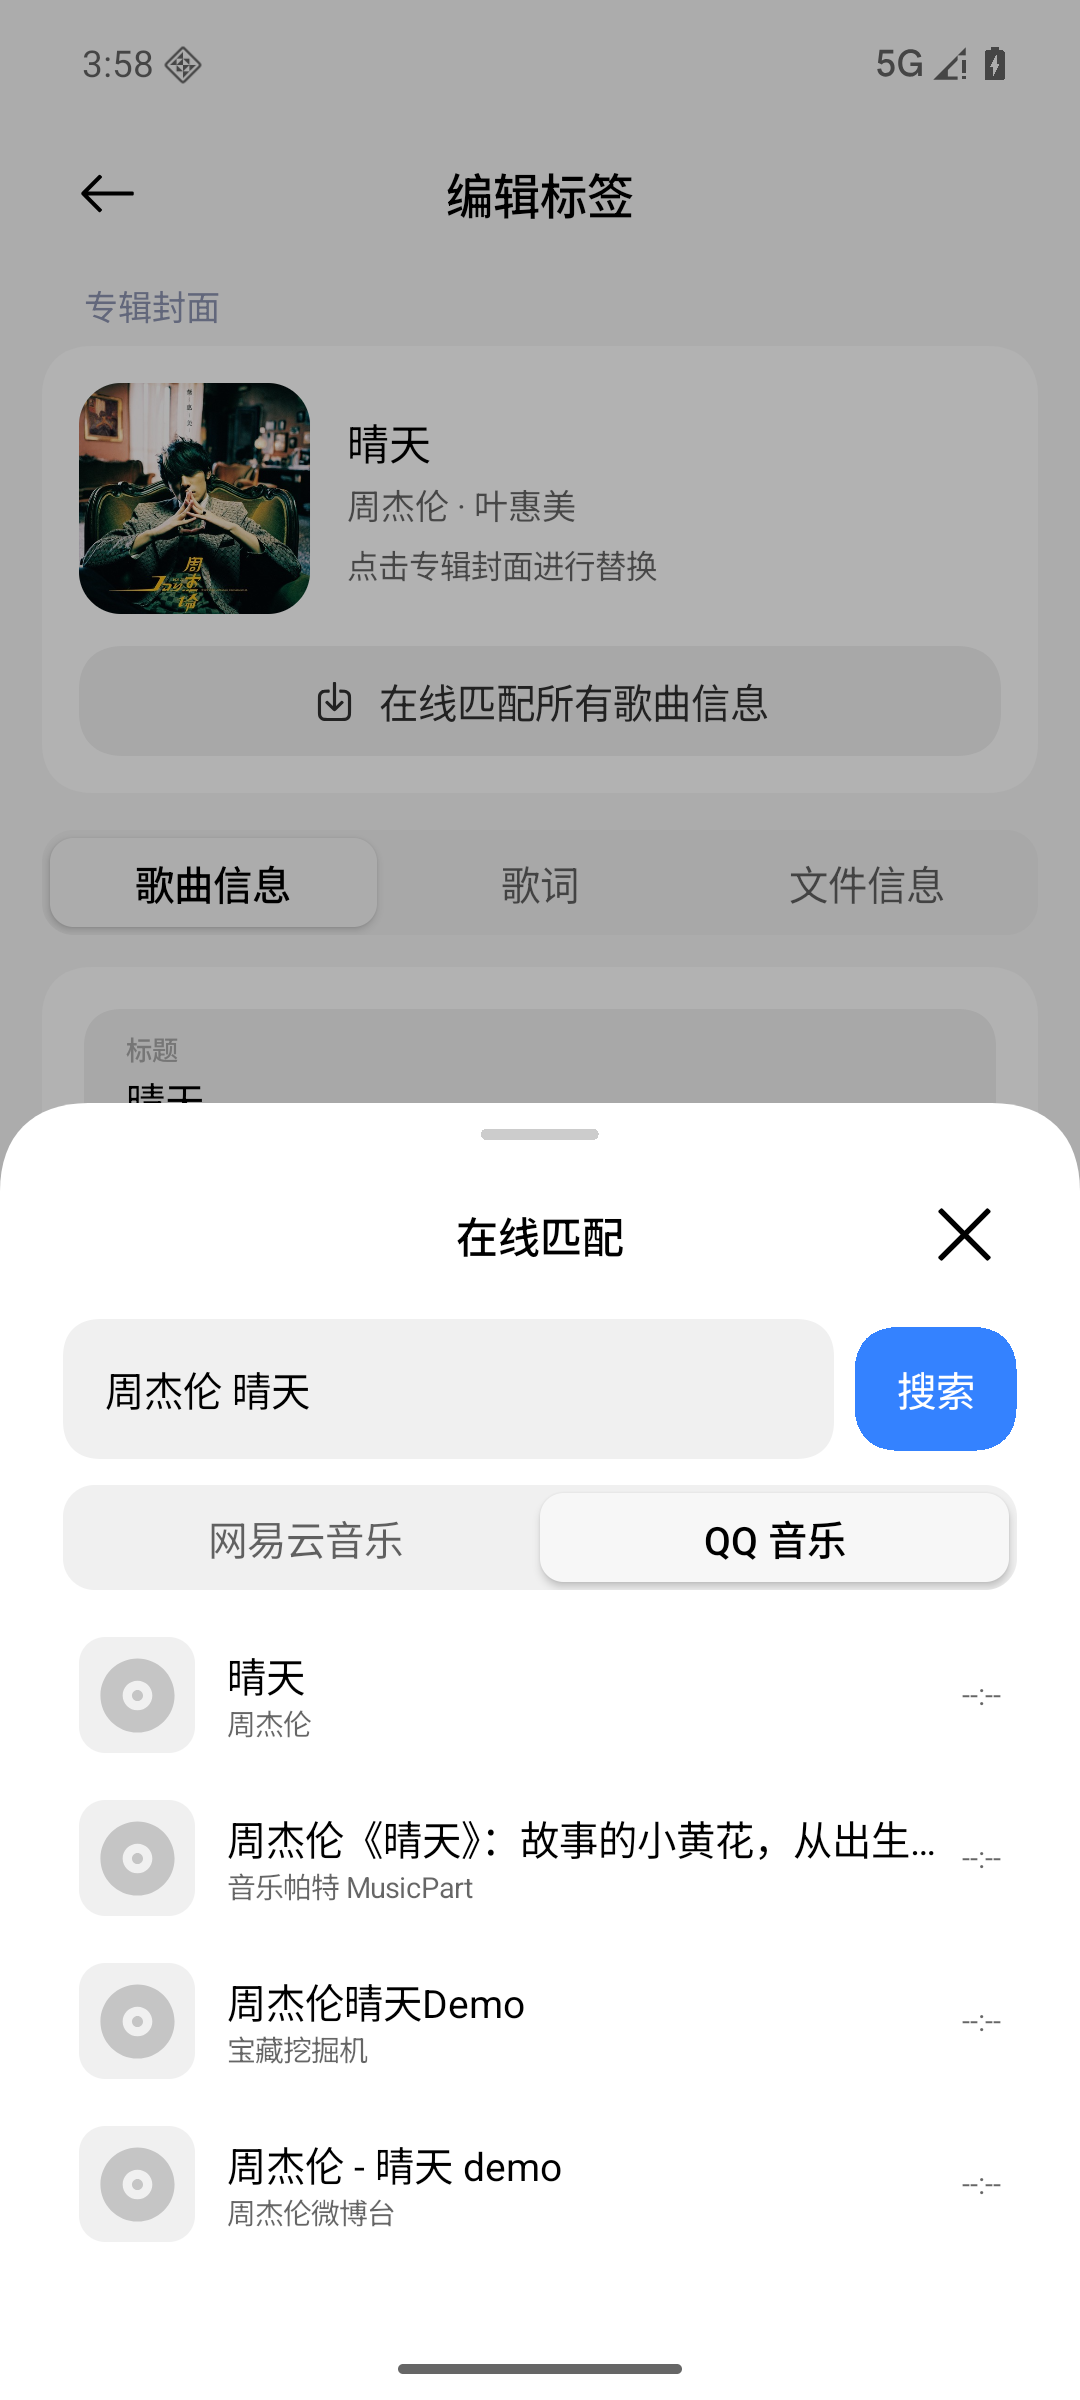 3:58
5G
编辑标签
专辑封面
晴天
周杰伦 · 叶惠美
点击专辑封面进行替换
在线匹配所有歌曲信息
歌曲信息
歌词
文件信息
标题
晴天
在线匹配
周杰伦 晴天
搜索
网易云音乐
QQ 音乐
晴天
周杰伦
--:--
周杰伦《晴天》：故事的小黄花，从出生...
音乐帕特 MusicPart
--:--
周杰伦晴天Demo
宝藏挖掘机
--:--
周杰伦 - 晴天 demo
周杰伦微博台
--:--